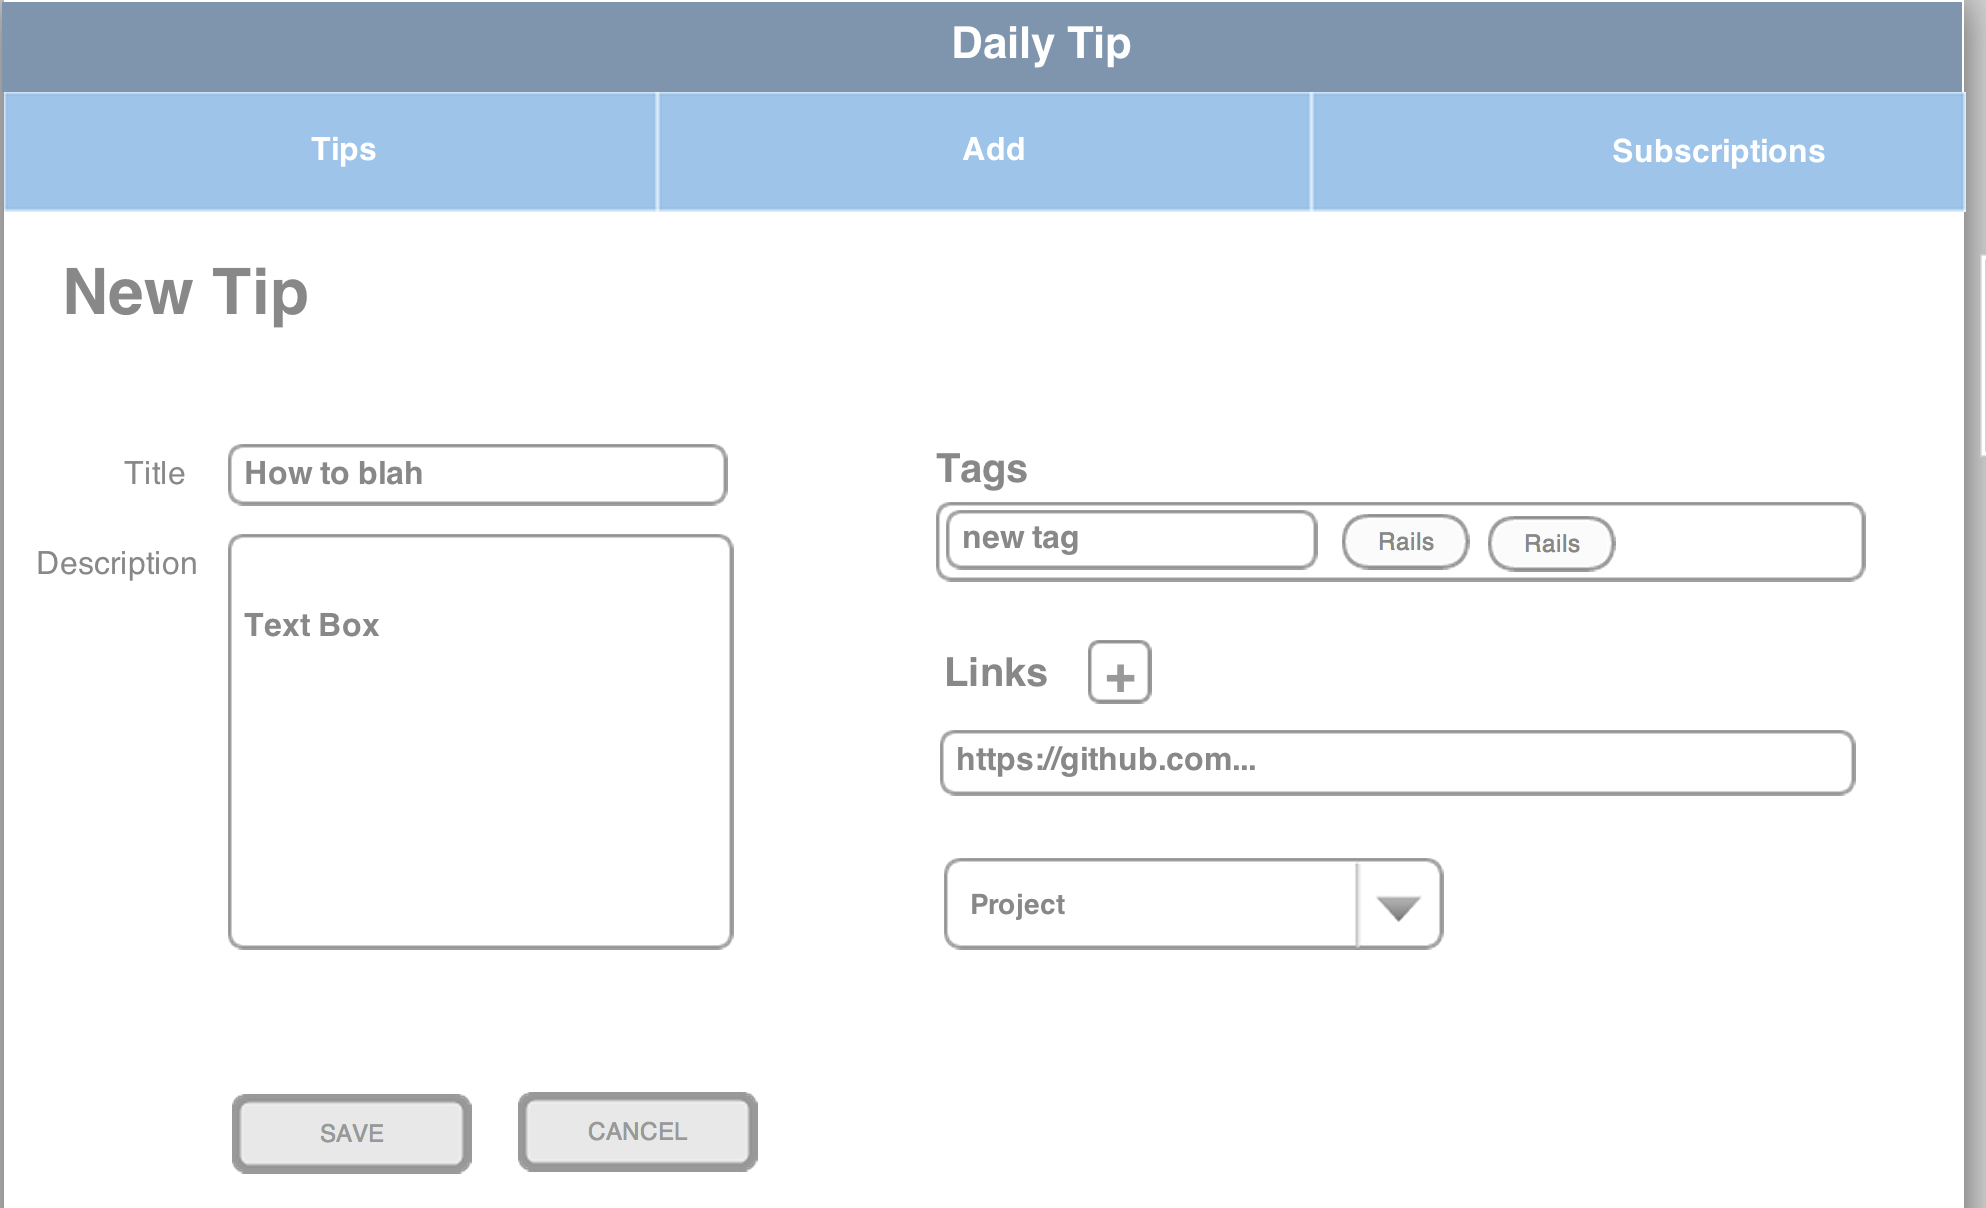 Daily Tip
Tips
Add
Subscriptions
New Tip
Title
How to blah
Description
Text Box
Tags
new tag
Rails
Rails
Links
+
https://github.com...
Project
SAVE
CANCEL